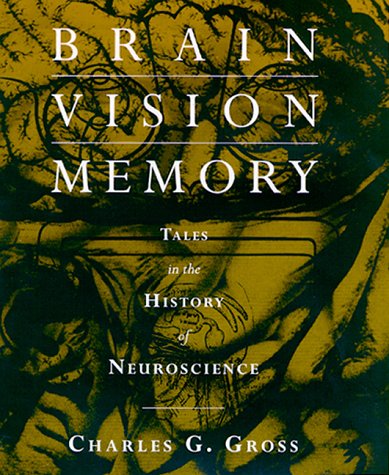 BRAIN
VISION
MEMORY
TALES
in the
HISTORY
of
NEUROSCIENCE
CHARLES G. GROSS